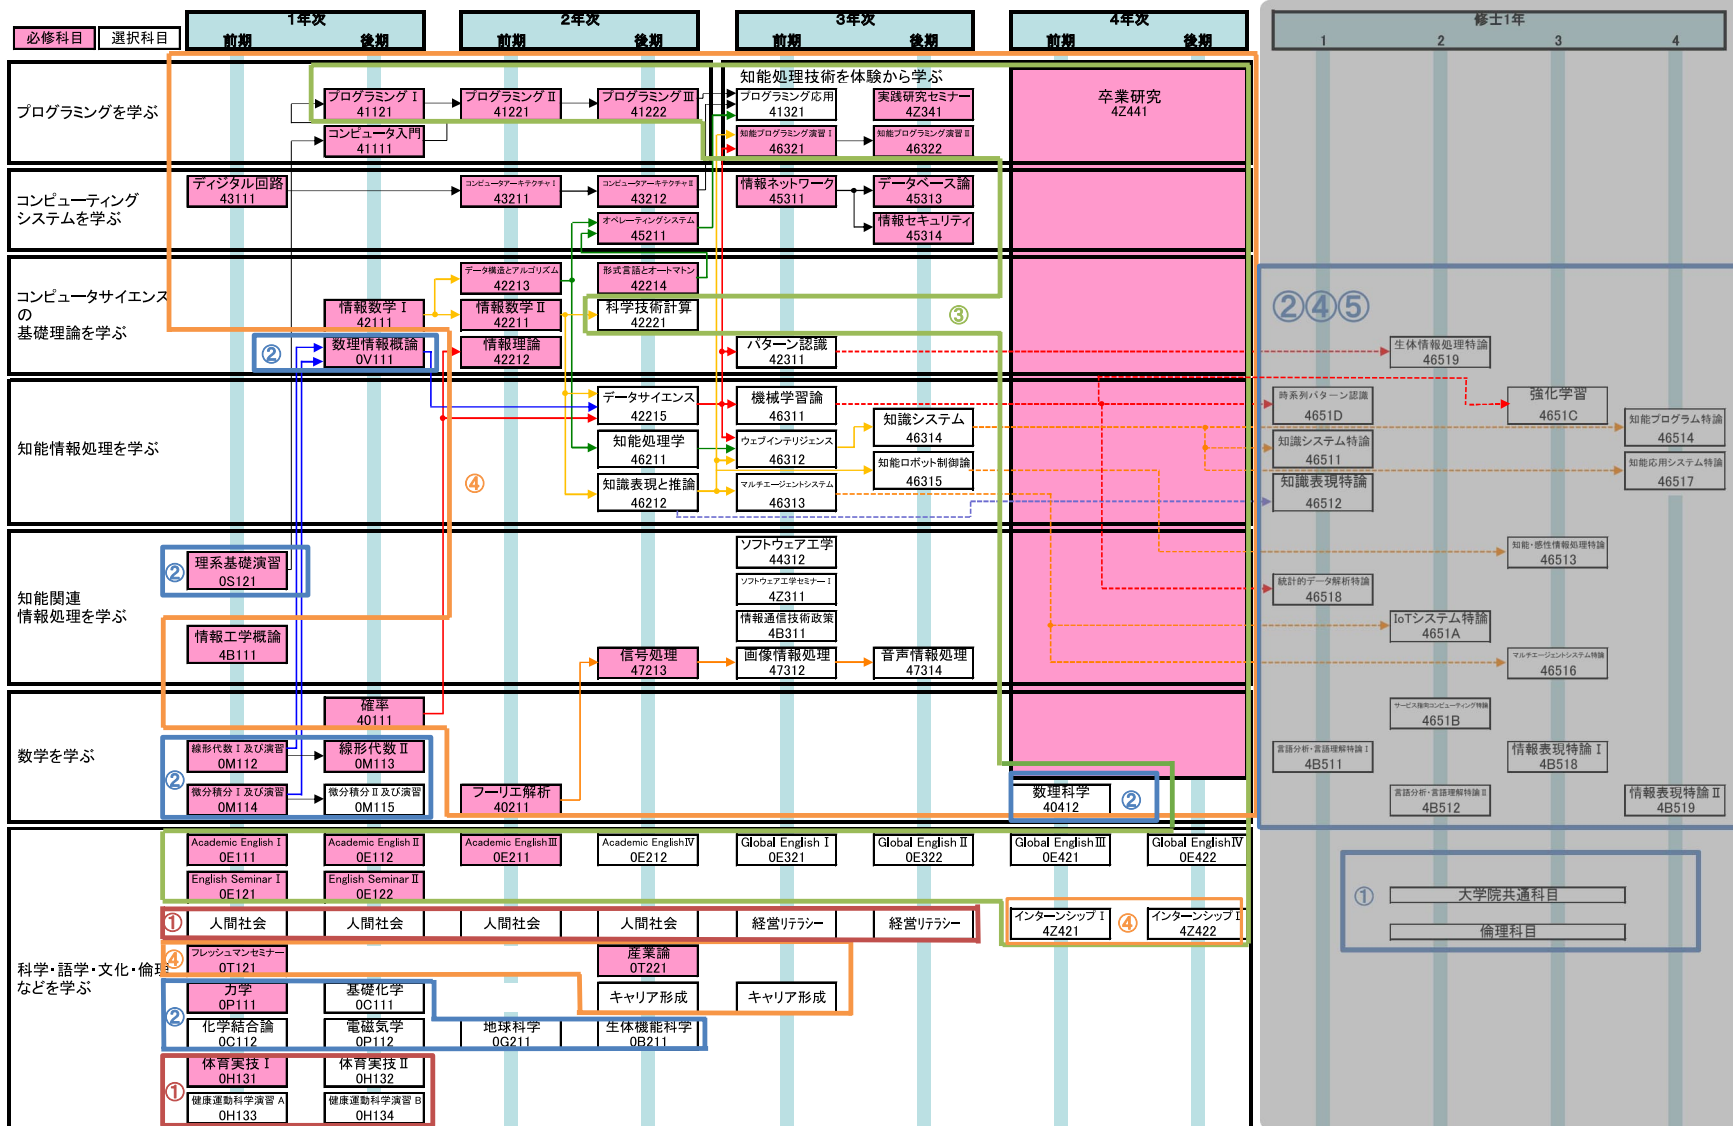 必修科目 選択科目
1年次 2年次 3年次 4年次 修士1年
前期 後期 前期 後期 前期 後期 前期 後期 1 2 3 4
プログラミングを学ぶ
知能処理技術を体験から学ぶ
プログラミング Ⅰ
41121
プログラミング Ⅱ
41221
プログラミング Ⅲ
41222
プログラミング応用
41321
実践研究セミナー
4Z341
卒業研究
4Z441
コンピュータ入門
41111
知能プログラミング演習 Ⅰ
46321
知能プログラミング演習 Ⅱ
46322
コンピューティング
システムを学ぶ
ディジタル回路
43111
コンピュータアーキテクチャ Ⅰ
43211
コンピュータアーキテクチャ Ⅱ
43212
情報ネットワーク
45311
データベース論
45313
オペレーティングシステム
45211
情報セキュリティ
45314
コンピュータサイエンス
の
基礎理論を学ぶ
データ構造とアルゴリズム
42213
形式言語とオートマトン
42214
情報数学 Ⅰ
42111
情報数学 Ⅱ
42211
科学技術計算
42221
③
②④⑤
②
数理情報概論
0V111
情報理論
42212
パターン認識
42311
生体情報処理特論
46519
知能情報処理を学ぶ
データサイエンス
42215
機械学習論
46311
知識システム
46314
時系列パターン認識
4651D
強化学習
4651C
知能プログラム特論
46514
知能処理学
46211
ウェブインテリジェンス
46312
知識システム特論
46511
知能ロボット制御論
46315
知能応用システム特論
46517
④
知識表現と推論
46212
マルチエージェントシステム
46313
知識表現特論
46512
知能関連
情報処理を学ぶ
②
理系基礎演習
0S121
ソフトウェア工学
44312
知能・感性情報処理特論
46513
ソフトウェア工学セミナー Ⅰ
4Z311
統計的データ解析特論
46518
情報工学概論
4B111
情報通信技術政策
4B311
IoTシステム特論
4651A
信号処理
47213
画像情報処理
47312
音声情報処理
47314
マルチエージェントシステム特論
46516
数学を学ぶ
確率
40111
サービス指向コンピューティング特論
4651B
②
線形代数 Ⅰ 及び演習
0M112
線形代数 Ⅱ
0M113
言語分析・言語理解特論 Ⅰ
4B511
情報表現特論 Ⅰ
4B518
微分積分 Ⅰ 及び演習
0M114
微分積分 Ⅱ 及び演習
0M115
フーリエ解析
40211
数理科学
40412
②
言語分析・言語理解特論 Ⅱ
4B512
情報表現特論 Ⅱ
4B519
科学・語学・文化・倫理
などを学ぶ
Academic English Ⅰ
0E111
Academic English Ⅱ
0E112
Academic English Ⅲ
0E211
Academic English Ⅳ
0E212
Global English Ⅰ
0E321
Global English Ⅱ
0E322
Global English Ⅲ
0E421
Global English Ⅳ
0E422
English Seminar Ⅰ
0E121
English Seminar Ⅱ
0E122
①
大学院共通科目
倫理科目
① 人間社会 人間社会 人間社会 人間社会 経営リテラシー 経営リテラシー
インターンシップ Ⅰ
4Z421
④
インターンシップ Ⅱ
4Z422
④
フレッシュマンセミナー
0T121
産業論
0T221
②
力学
0P111
基礎化学
0C111
キャリア形成 キャリア形成
化学結合論
0C112
電磁気学
0P112
地球科学
0G211
生体機能科学
0B211
①
体育実技 Ⅰ
0H131
体育実技 Ⅱ
0H132
健康運動科学演習 A
0H133
健康運動科学演習 B
0H134